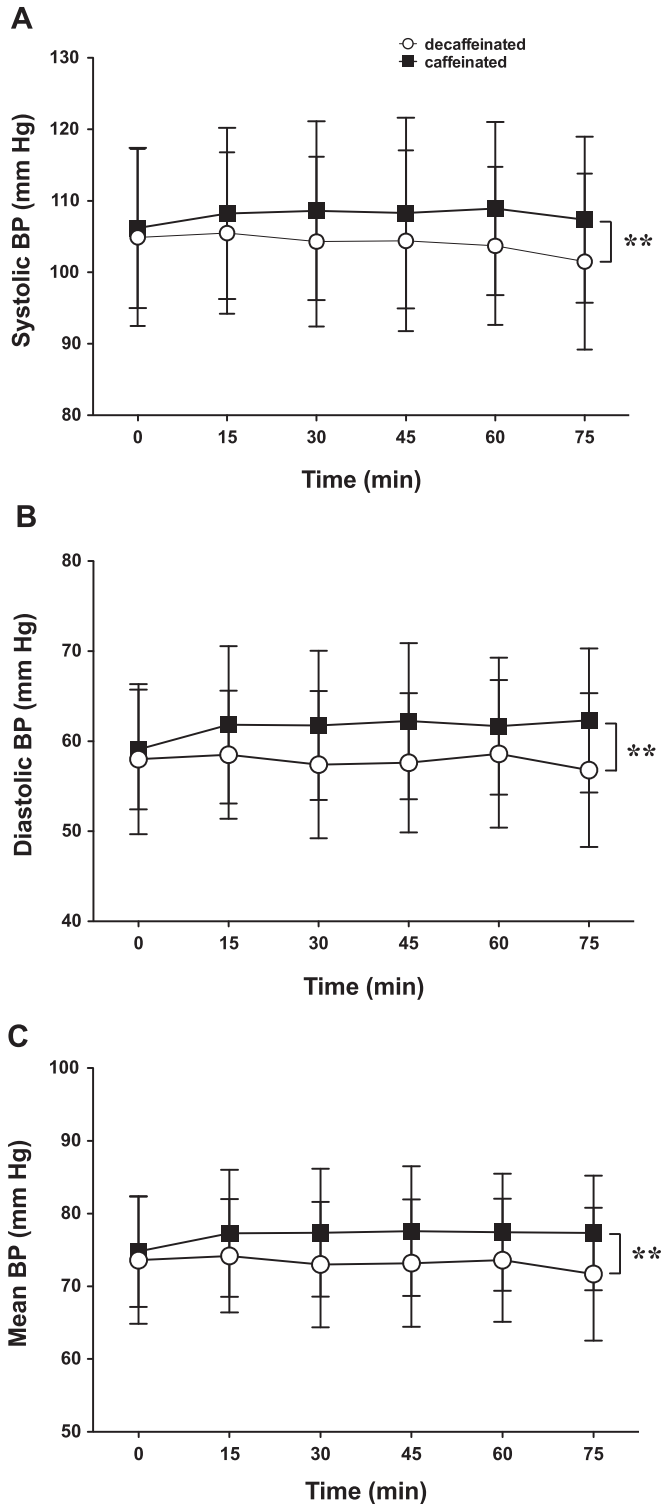 A
decaffeinated
caffeinated
130
120
110
100
90
80
Systolic BP (mm Hg)
**
0 15 30 45 60 75
Time (min)
B
80
70
60
50
40
Diastolic BP (mm Hg)
**
0 15 30 45 60 75
Time (min)
C
100
90
80
70
60
50
Mean BP (mm Hg)
**
0 15 30 45 60 75
Time (min)